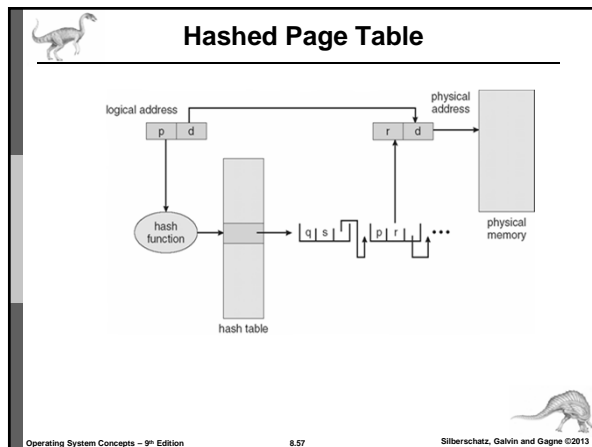 Hashed Page Table
logical address
physical
address
p d
r d
hash
function
q s
p r
•••
physical
memory
hash table
Operating System Concepts – 9th Edition
8.57
Silberschatz, Galvin and Gagne ©2013